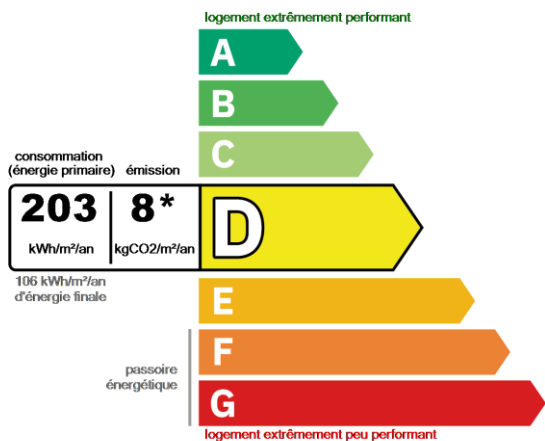 logement extrêmement performant
A
B
C
consommation
(énergie primaire) émission
203 8*
kWh/m²/an kgCO2/m²/an
D
106 kWh/m²/an
d'énergie finale
E
F
passoire
énergétique
G
logement extrêmement peu performant